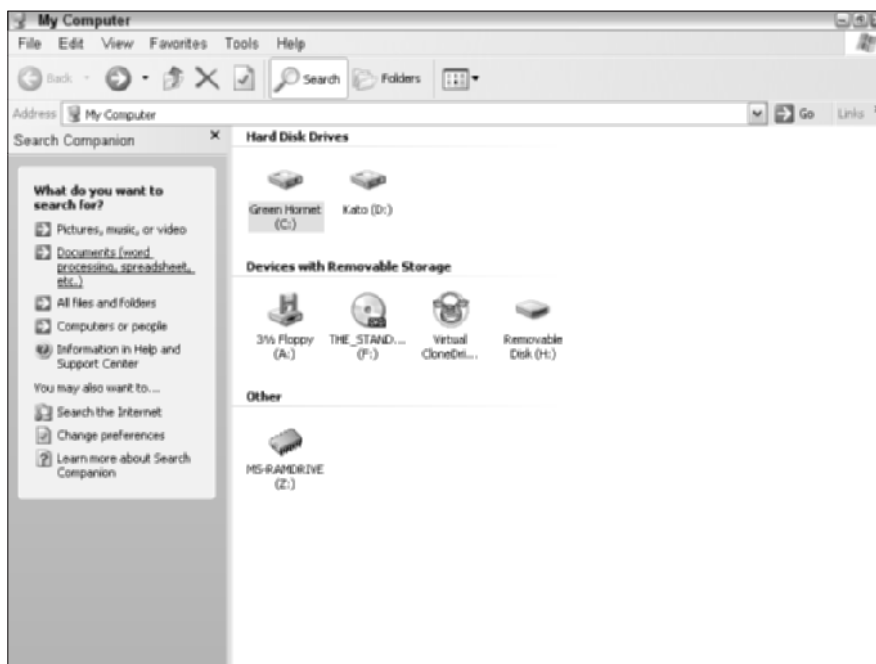 My Computer
File Edit View Favorites Tools Help
Back Search Folders
Address My Computer Go Links
Search Companion
What do you want to
search for?
Pictures, music, or video
Documents (word
processing, spreadsheet,
etc.)
All files and folders
Computers or people
Information in Help and
Support Center
You may also want to...
Search the Internet
Change preferences
Learn more about Search
Companion
Hard Disk Drives
Green Hornet
(C:)
Kato (D:)
Devices with Removable Storage
3½ Floppy
(A:)
THE_STAND...
(F:)
Virtual
CloneDri...
Removable
Disk (H:)
Other
MS-RAMDRIVE
(Z:)